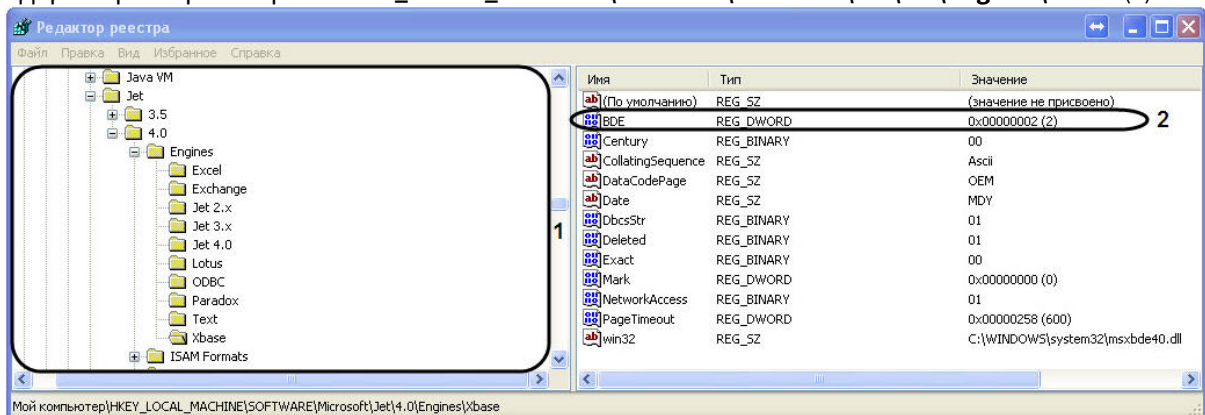 Редактор реестра
Файл Правка Вид Избранное Справка
Java VM
Jet
3.5
4.0
Engines
Excel
Exchange
Jet 2.x
Jet 3.x
Jet 4.0
Lotus
ODBC
Paradox
Text
Xbase
ISAM Formats
1
Имя Тип Значение
(По умолчанию) REG_SZ (значение не присвоено)
BDE REG_DWORD 0x00000002 (2) 2
Century REG_BINARY 00
CollatingSequence REG_SZ Ascii
DataCodePage REG_SZ OEM
Date REG_SZ MDY
DbcsStr REG_BINARY 01
Deleted REG_BINARY 01
Exact REG_BINARY 00
Mark REG_DWORD 0x00000000 (0)
NetworkAccess REG_BINARY 01
PageTimeout REG_DWORD 0x00000258 (600)
win32 REG_SZ C:\WINDOWS\system32\msxbde40.dll
Мой компьютер\HKEY_LOCAL_MACHINE\SOFTWARE\Microsoft\Jet\4.0\Engines\Xbase